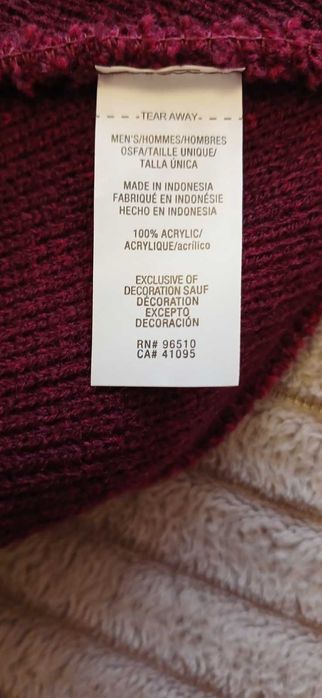 - - - -TEAR AWAY- - - -
MEN'S/HOMMES/HOMBRES
OSFA/TAILLE UNIQUE/
TALLA ÚNICA
MADE IN INDONESIA
FABRIQUÉ EN INDONÉSIE
HECHO EN INDONESIA
100% ACRYLIC/
ACRYLIQUE/acrílico
EXCLUSIVE OF
DECORATION SAUF
DÉCORATION
EXCEPTO
DECORACIÓN
RN# 96510
CA# 41095